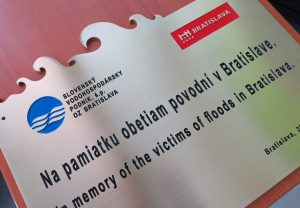 SLOVENSKÝ
VODOHOSPODÁRSKY
PODNIK, š.p.
OZ BRATISLAVA
BRATISLAVA
Na pamiatku obetiam povodní v Bratislave.
in memory of the victims of floods in Bratislava.
Bratislava,